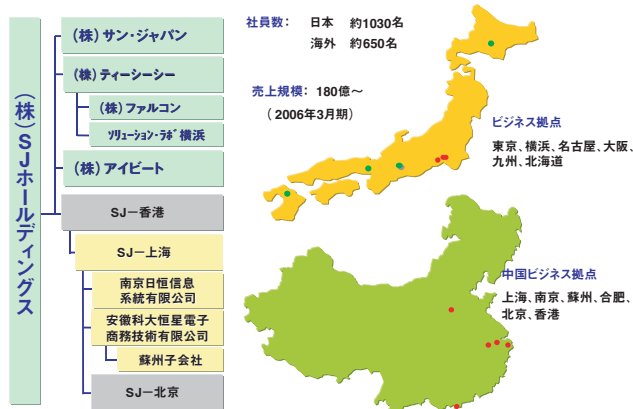 (株)SJホールディングス
(株)サン・ジャパン
(株)ティーシーシー
(株)ファルコン
ソリューション・ラボ横浜
(株)アイビート
SJー香港
SJー上海
南京日恒信息
系統有限公司
安徽科大恒星電子
商務技術有限公司
蘇州子会社
SJー北京
社員数： 日本 約1030名
海外 約650名
売上規模： 180億～
（2006年3月期）
ビジネス拠点
東京、横浜、名古屋、大阪、
九州、北海道
中国ビジネス拠点
上海、南京、蘇州、合肥、
北京、香港